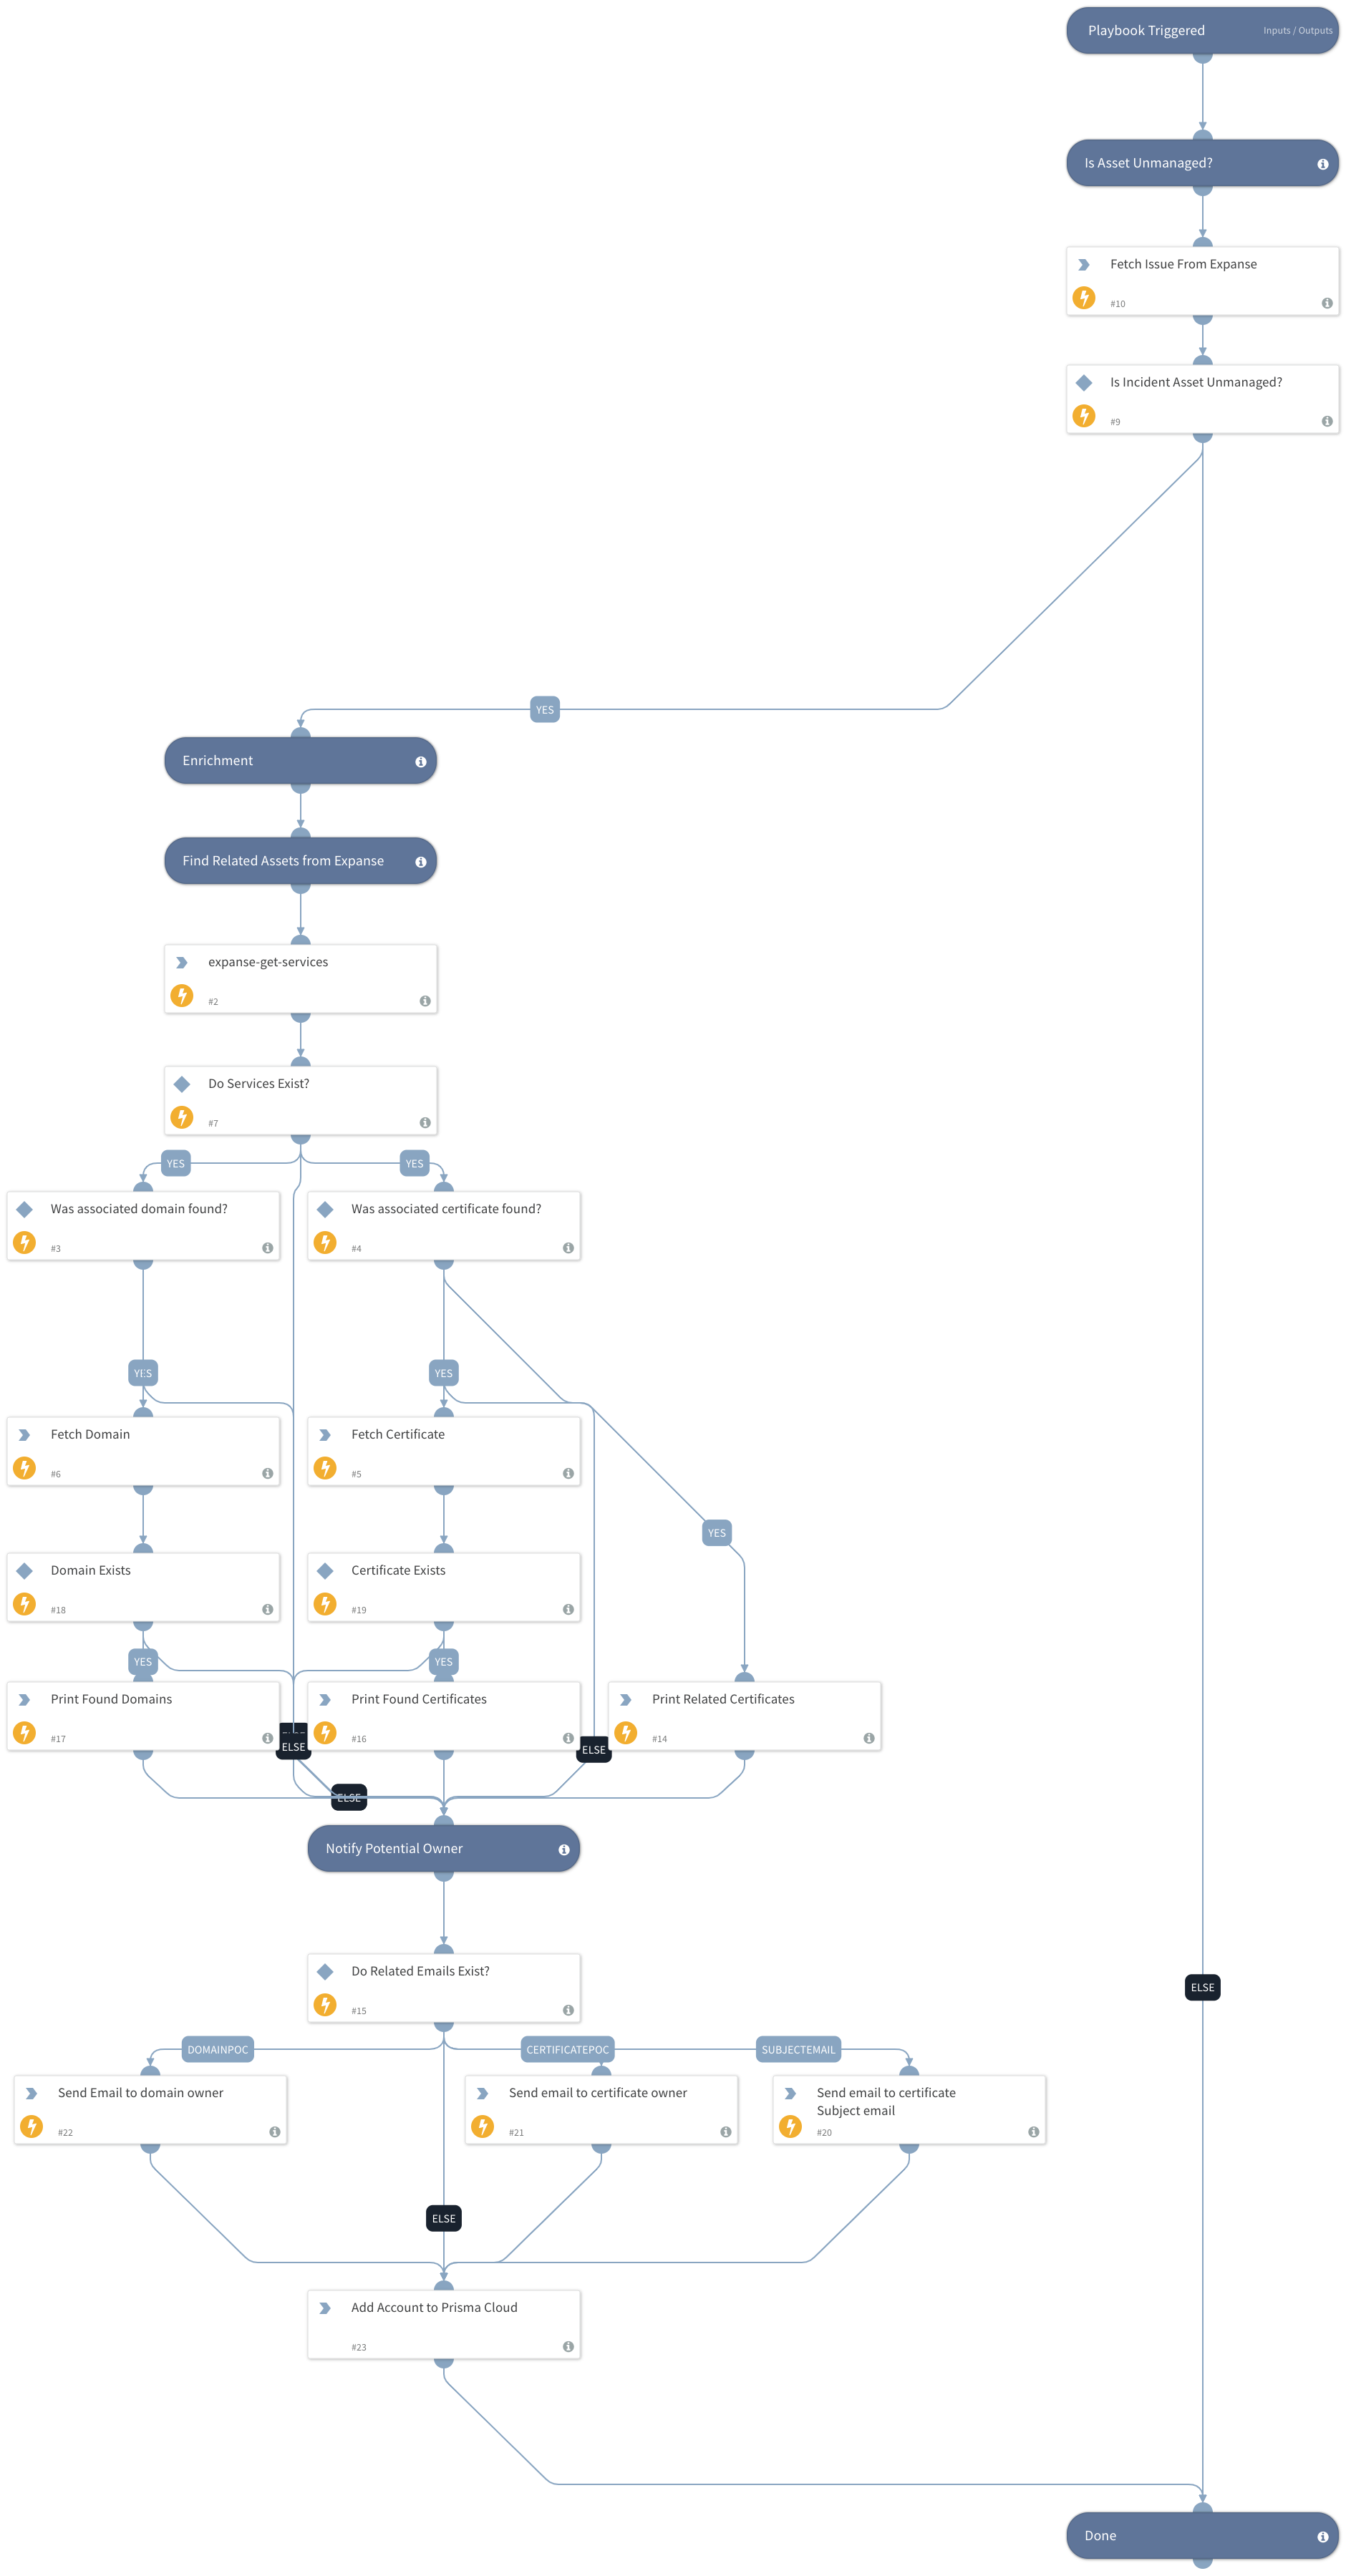 Playbook Triggered
Inputs / Outputs
Is Asset Unmanaged?
Fetch Issue From Expanse
#10
Is Incident Asset Unmanaged?
#9
YES
Enrichment
Find Related Assets from Expanse
expanse-get-services
#2
Do Services Exist?
#7
YES
YES
Was associated domain found?
#3
Was associated certificate found?
#4
YES
YES
Fetch Domain
#6
Fetch Certificate
#5
YES
Domain Exists
#18
Certificate Exists
#19
YES
YES
Print Found Domains
#17
Print Found Certificates
#16
Print Related Certificates
#14
ELSE
ELSE
ELSE
Notify Potential Owner
Do Related Emails Exist?
#15
ELSE
DOMAINPOC
CERTIFICATEPOC
SUBJECTEMAIL
Send Email to domain owner
#22
Send email to certificate owner
#21
Send email to certificate
Subject email
#20
ELSE
Add Account to Prisma Cloud
#23
Done